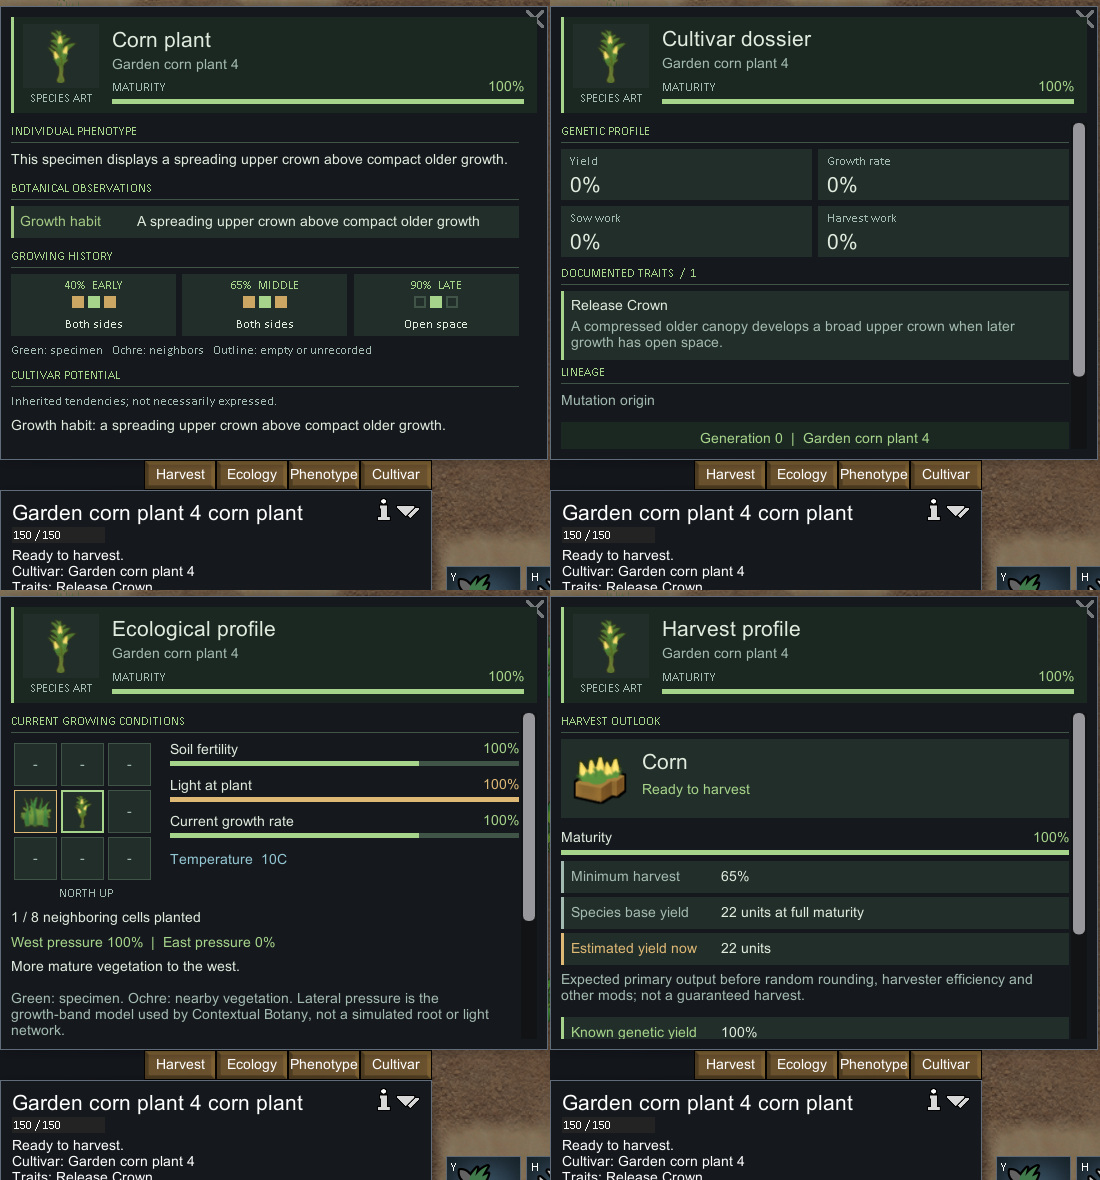 Corn plant
Garden corn plant 4
MATURITY 100%
SPECIES ART
INDIVIDUAL PHENOTYPE
This specimen displays a spreading upper crown above compact older growth.
BOTANICAL OBSERVATIONS
Growth habit A spreading upper crown above compact older growth
GROWING HISTORY
40% EARLY 65% MIDDLE 90% LATE
Both sides Both sides Open space
Green: specimen Ochre: neighbors Outline: empty or unrecorded
CULTIVAR POTENTIAL
Inherited tendencies; not necessarily expressed.
Growth habit: a spreading upper crown above compact older growth.
Harvest Ecology Phenotype Cultivar
Garden corn plant 4 corn plant
150 / 150
Ready to harvest.
Cultivar: Garden corn plant 4
Traits: Release Crown
Y H
Cultivar dossier
Garden corn plant 4
MATURITY 100%
SPECIES ART
GENETIC PROFILE
Yield Growth rate
0% 0%
Sow work Harvest work
0% 0%
DOCUMENTED TRAITS / 1
Release Crown
A compressed older canopy develops a broad upper crown when later
growth has open space.
LINEAGE
Mutation origin
Generation 0 | Garden corn plant 4
Harvest Ecology Phenotype Cultivar
Garden corn plant 4 corn plant
150 / 150
Ready to harvest.
Cultivar: Garden corn plant 4
Traits: Release Crown
Y H
Ecological profile
Garden corn plant 4
MATURITY 100%
SPECIES ART
CURRENT GROWING CONDITIONS
- - -
-
- - -
NORTH UP
Soil fertility 100%
Light at plant 100%
Current growth rate 100%
Temperature 10C
1 / 8 neighboring cells planted
West pressure 100% | East pressure 0%
More mature vegetation to the west.
Green: specimen. Ochre: nearby vegetation. Lateral pressure is the
growth-band model used by Contextual Botany, not a simulated root or light
network.
Harvest Ecology Phenotype Cultivar
Garden corn plant 4 corn plant
150 / 150
Ready to harvest.
Cultivar: Garden corn plant 4
Traits: Release Crown
Y H
Harvest profile
Garden corn plant 4
MATURITY 100%
SPECIES ART
HARVEST OUTLOOK
Corn
Ready to harvest
Maturity 100%
Minimum harvest 65%
Species base yield 22 units at full maturity
Estimated yield now 22 units
Expected primary output before random rounding, harvester efficiency and
other mods; not a guaranteed harvest.
Known genetic yield 100%
Harvest Ecology Phenotype Cultivar
Garden corn plant 4 corn plant
150 / 150
Ready to harvest.
Cultivar: Garden corn plant 4
Traits: Release Crown
Y H